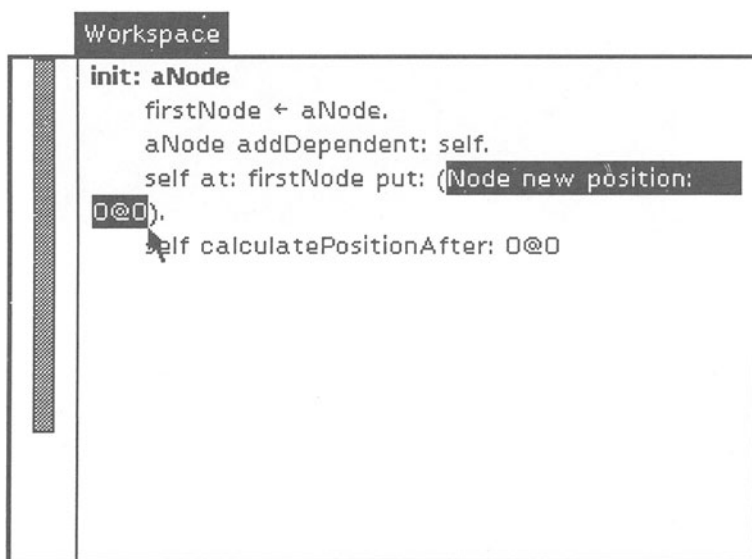 Workspace
init: aNode
firstNode ← aNode.
aNode addDependent: self.
self at: firstNode put: (Node new position:
0@0).
self calculatePositionAfter: 0@0